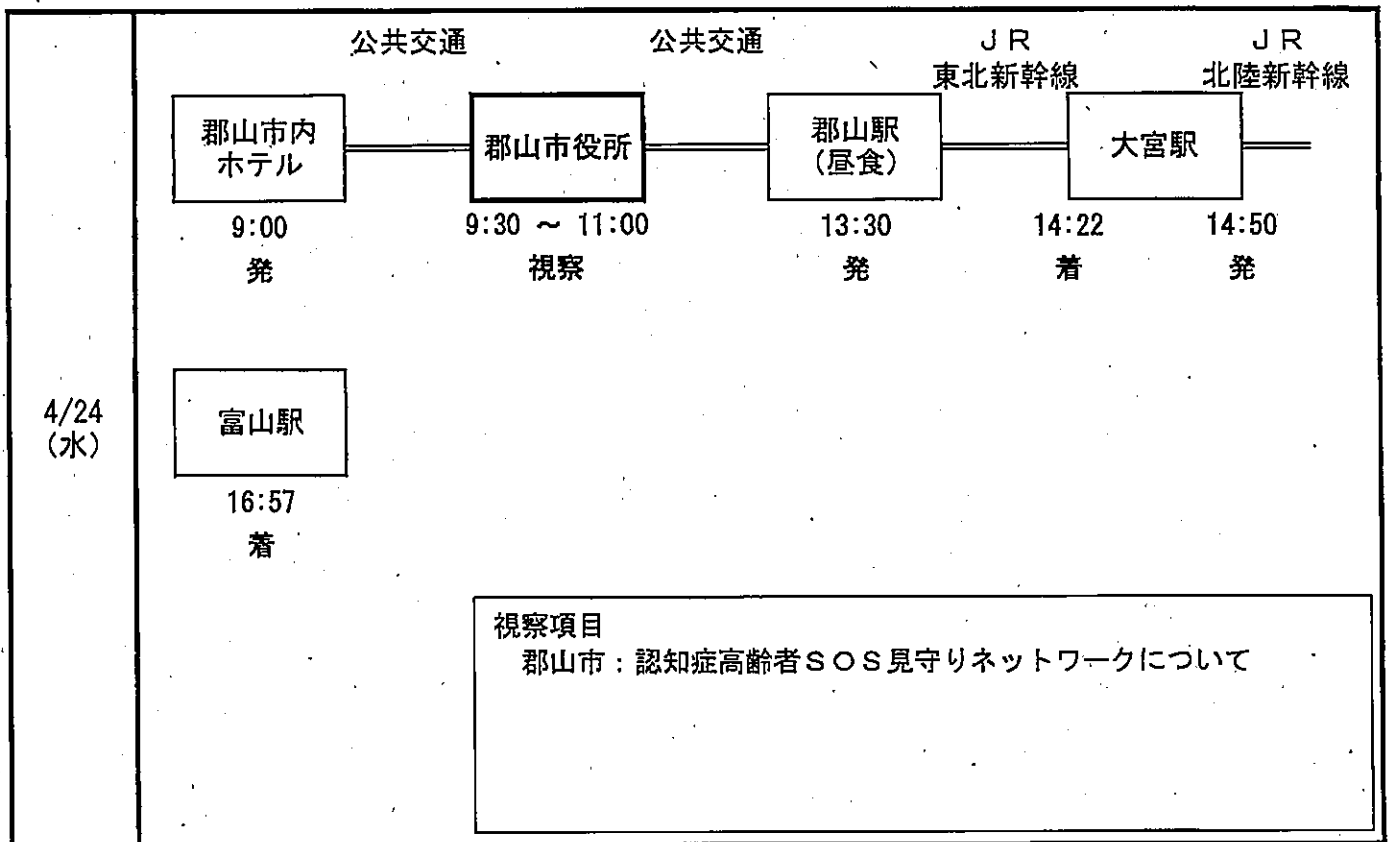 公共交通
公共交通
ＪＲ
東北新幹線
ＪＲ
北陸新幹線
郡山市内
ホテル
郡山市役所
郡山駅
(昼食)
大宮駅
9:00
発
9:30 ～ 11:00
視察
13:30
発
14:22
着
14:50
発
4/24
(水)
富山駅
16:57
着
視察項目
郡山市：認知症高齢者ＳＯＳ見守りネットワークについて